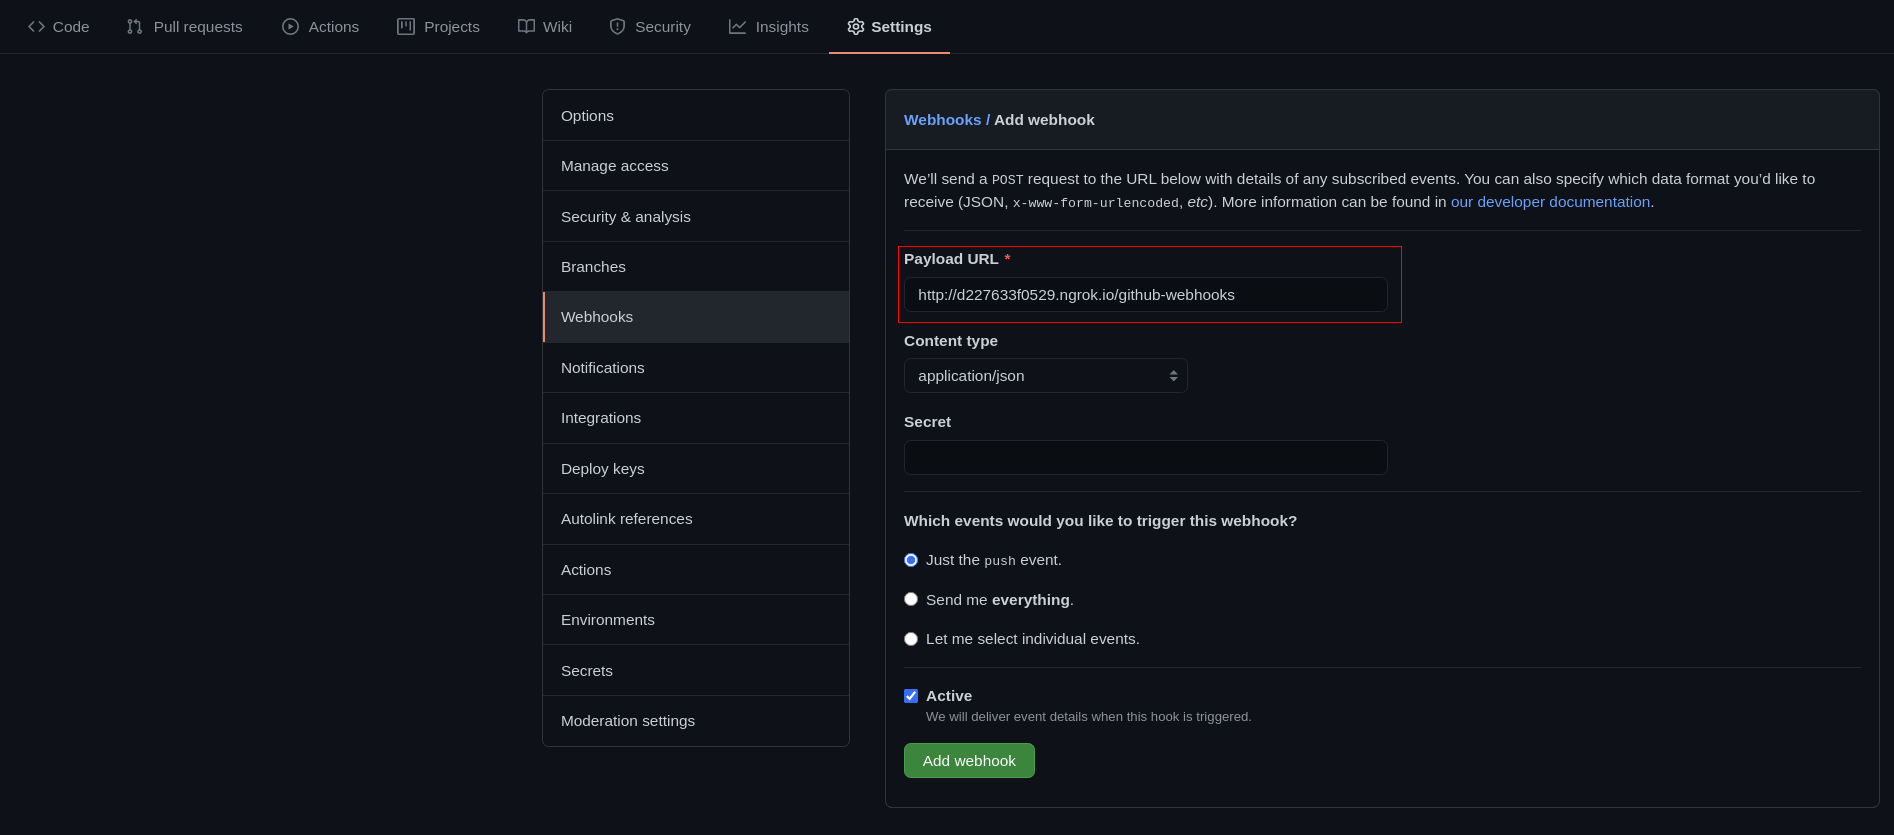 Code Pull requests Actions Projects Wiki Security Insights Settings
Options
Manage access
Security & analysis
Branches
Webhooks
Notifications
Integrations
Deploy keys
Autolink references
Actions
Environments
Secrets
Moderation settings
Webhooks / Add webhook
We’ll send a POST request to the URL below with details of any subscribed events. You can also specify which data format you’d like to
receive (JSON, x-www-form-urlencoded, etc). More information can be found in our developer documentation.
Payload URL *
http://d227633f0529.ngrok.io/github-webhooks
Content type
application/json
Secret
Which events would you like to trigger this webhook?
Just the push event.
Send me everything.
Let me select individual events.
Active
We will deliver event details when this hook is triggered.
Add webhook